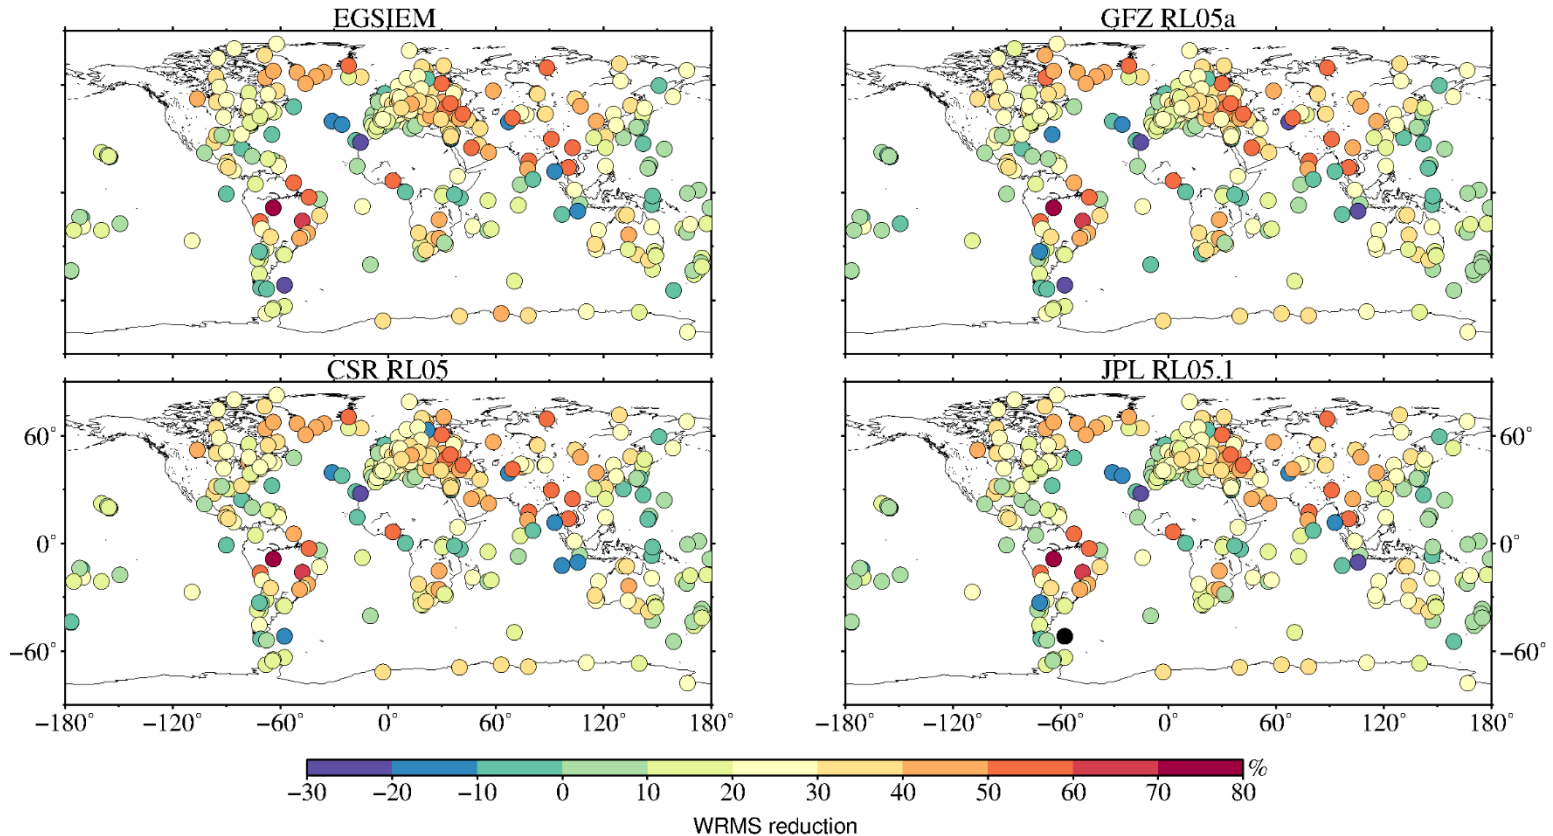 EGSIEM GFZ RL05a
CSR RL05 JPL RL05.1
60° 60°
0° 0°
−60° −60°
−180° −120° −60° 0° 60° 120° 180° −180° −120° −60° 0° 60° 120° 180°
%
−30 −20 −10 0 10 20 30 40 50 60 70 80
WRMS reduction